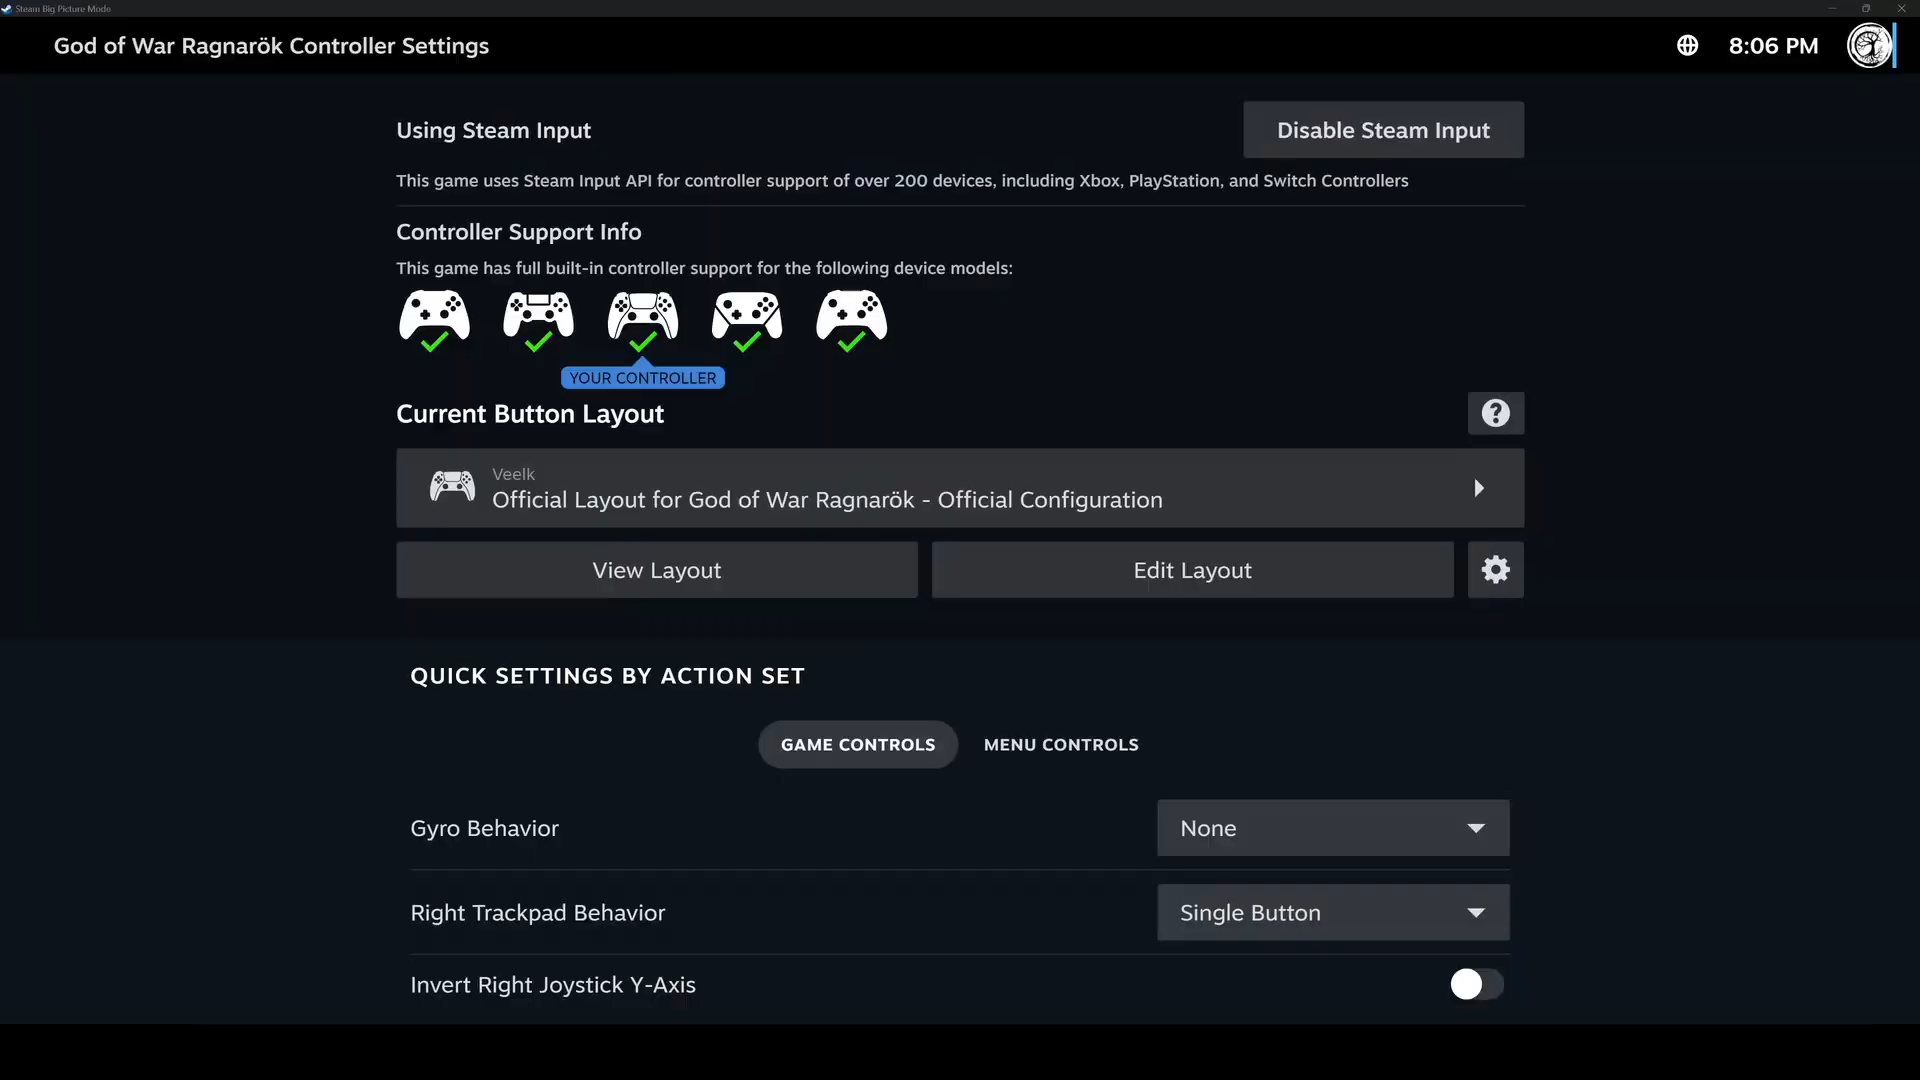 Steam Big Picture Mode
God of War Ragnarök Controller Settings
8:06 PM
Using Steam Input
Disable Steam Input
This game uses Steam Input API for controller support of over 200 devices, including Xbox, PlayStation, and Switch Controllers
Controller Support Info
This game has full built-in controller support for the following device models:
YOUR CONTROLLER
Current Button Layout
?
Veelk
Official Layout for God of War Ragnarök - Official Configuration
View Layout
Edit Layout
QUICK SETTINGS BY ACTION SET
GAME CONTROLS
MENU CONTROLS
Gyro Behavior
None
Right Trackpad Behavior
Single Button
Invert Right Joystick Y-Axis